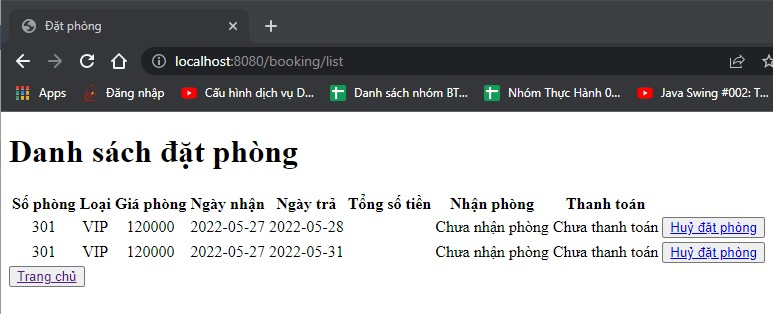 Đặt phòng
localhost:8080/booking/list
Apps Đăng nhập Cấu hình dịch vụ D... Danh sách nhóm BT... Nhóm Thực Hành 0... Java Swing #002: T...
Danh sách đặt phòng
Số phòng Loại Giá phòng Ngày nhận Ngày trả Tổng số tiền Nhận phòng Thanh toán
301 VIP 120000 2022-05-27 2022-05-28 Chưa nhận phòng Chưa thanh toán Huỷ đặt phòng
301 VIP 120000 2022-05-27 2022-05-31 Chưa nhận phòng Chưa thanh toán Huỷ đặt phòng
Trang chủ